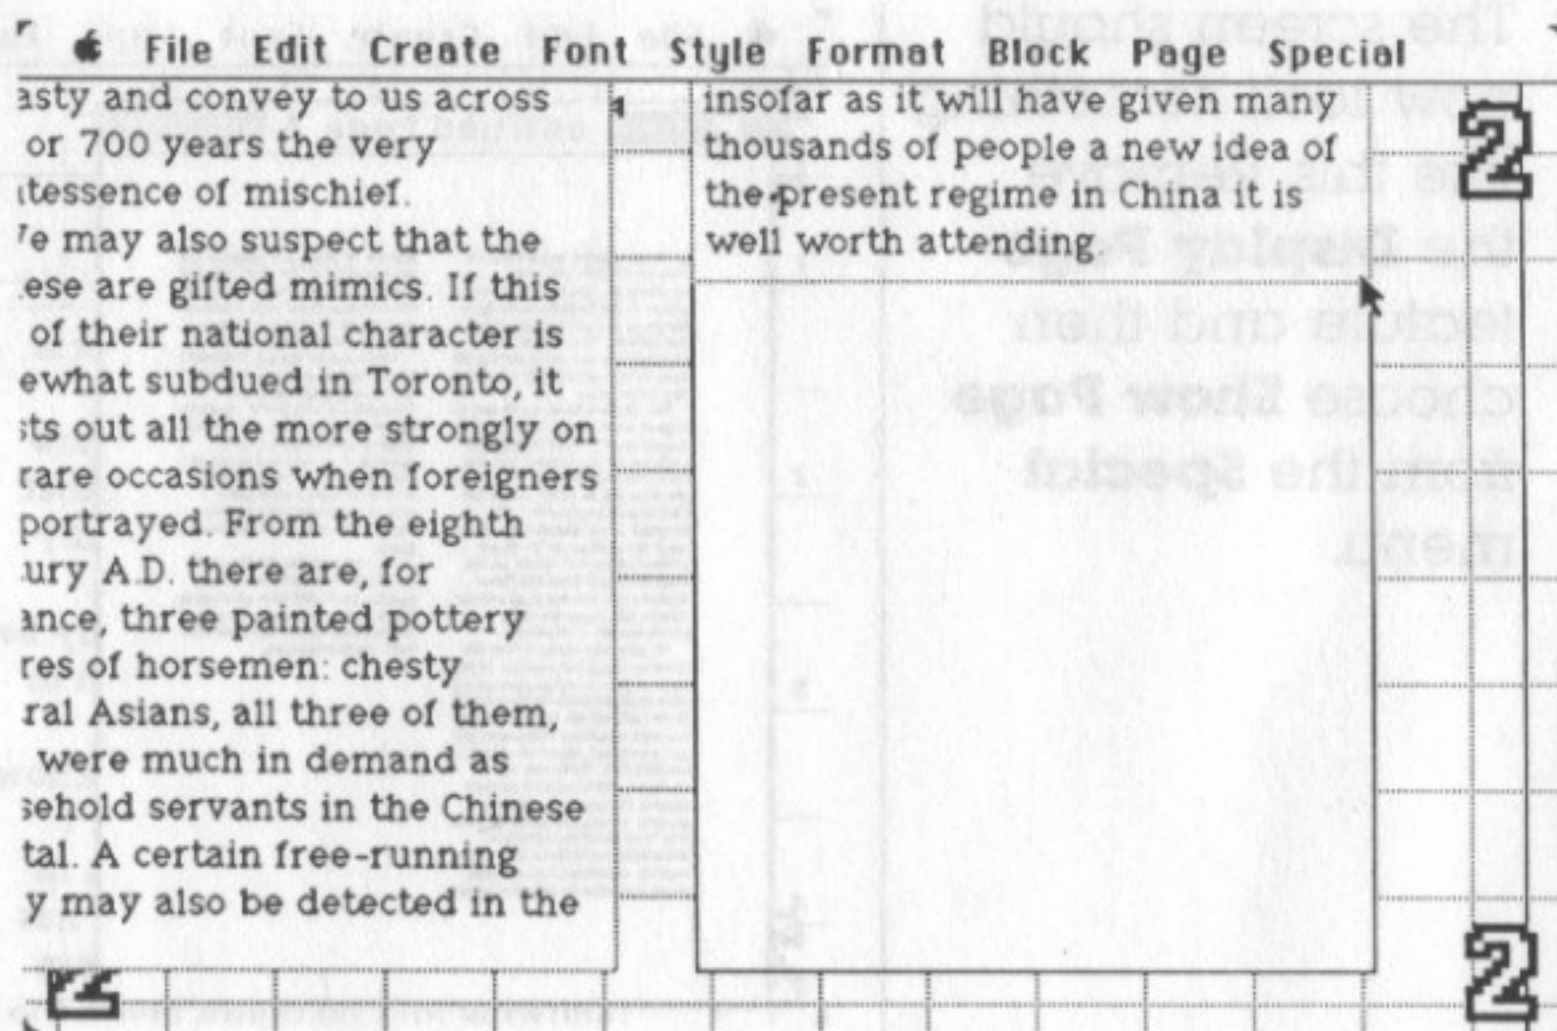 File Edit Create Font Style Format Block Page Special
asty and convey to us across
or 700 years the very
tessence of mischief.
e may also suspect that the
ese are gifted mimics. If this
of their national character is
ewhat subdued in Toronto, it
sts out all the more strongly on
rare occasions when foreigners
portrayed. From the eighth
ury A.D. there are, for
ance, three painted pottery
res of horsemen: chesty
ral Asians, all three of them,
were much in demand as
sehold servants in the Chinese
tal. A certain free-running
y may also be detected in the
insofar as it will have given many
thousands of people a new idea of
the present regime in China it is
well worth attending
2
2
2